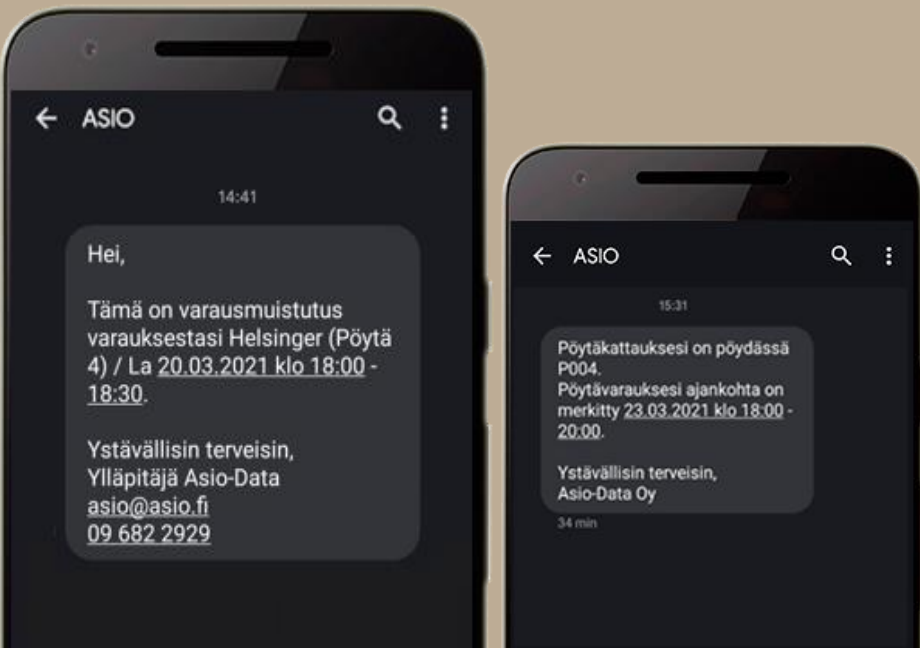 ASIO
14:41
Hei,
Tämä on varausmuistutus
varauksestasi Helsinger (Pöytä
4) / La 20.03.2021 klo 18:00 -
18:30.
Ystävällisin terveisin,
Ylläpitäjä Asio-Data
asio@asio.fi
09 682 2929
ASIO
15:31
Pöytäkattauksesi on pöydässä
P004.
Pöytävarauksesi ajankohta on
merkitty 23.03.2021 klo 18:00 -
20:00.
Ystävällisin terveisin,
Asio-Data Oy
34 min